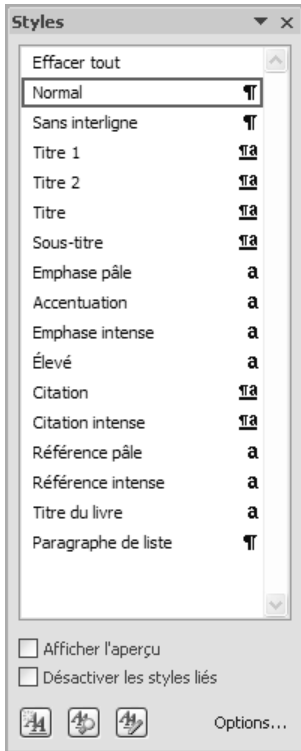 Styles
Effacer tout
Normal ¶
Sans interligne ¶
Titre 1 ¶a
Titre 2 ¶a
Titre ¶a
Sous-titre ¶a
Emphase pâle a
Accentuation a
Emphase intense a
Élevé a
Citation ¶a
Citation intense ¶a
Référence pâle a
Référence intense a
Titre du livre a
Paragraphe de liste ¶
Afficher l'aperçu
Désactiver les styles liés
Options...